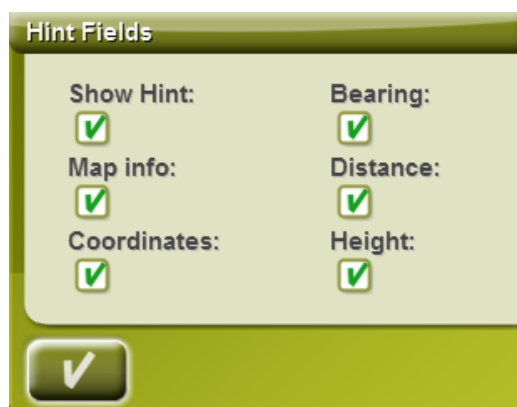 Hint Fields
Show Hint:
Bearing:
Map info:
Distance:
Coordinates:
Height: